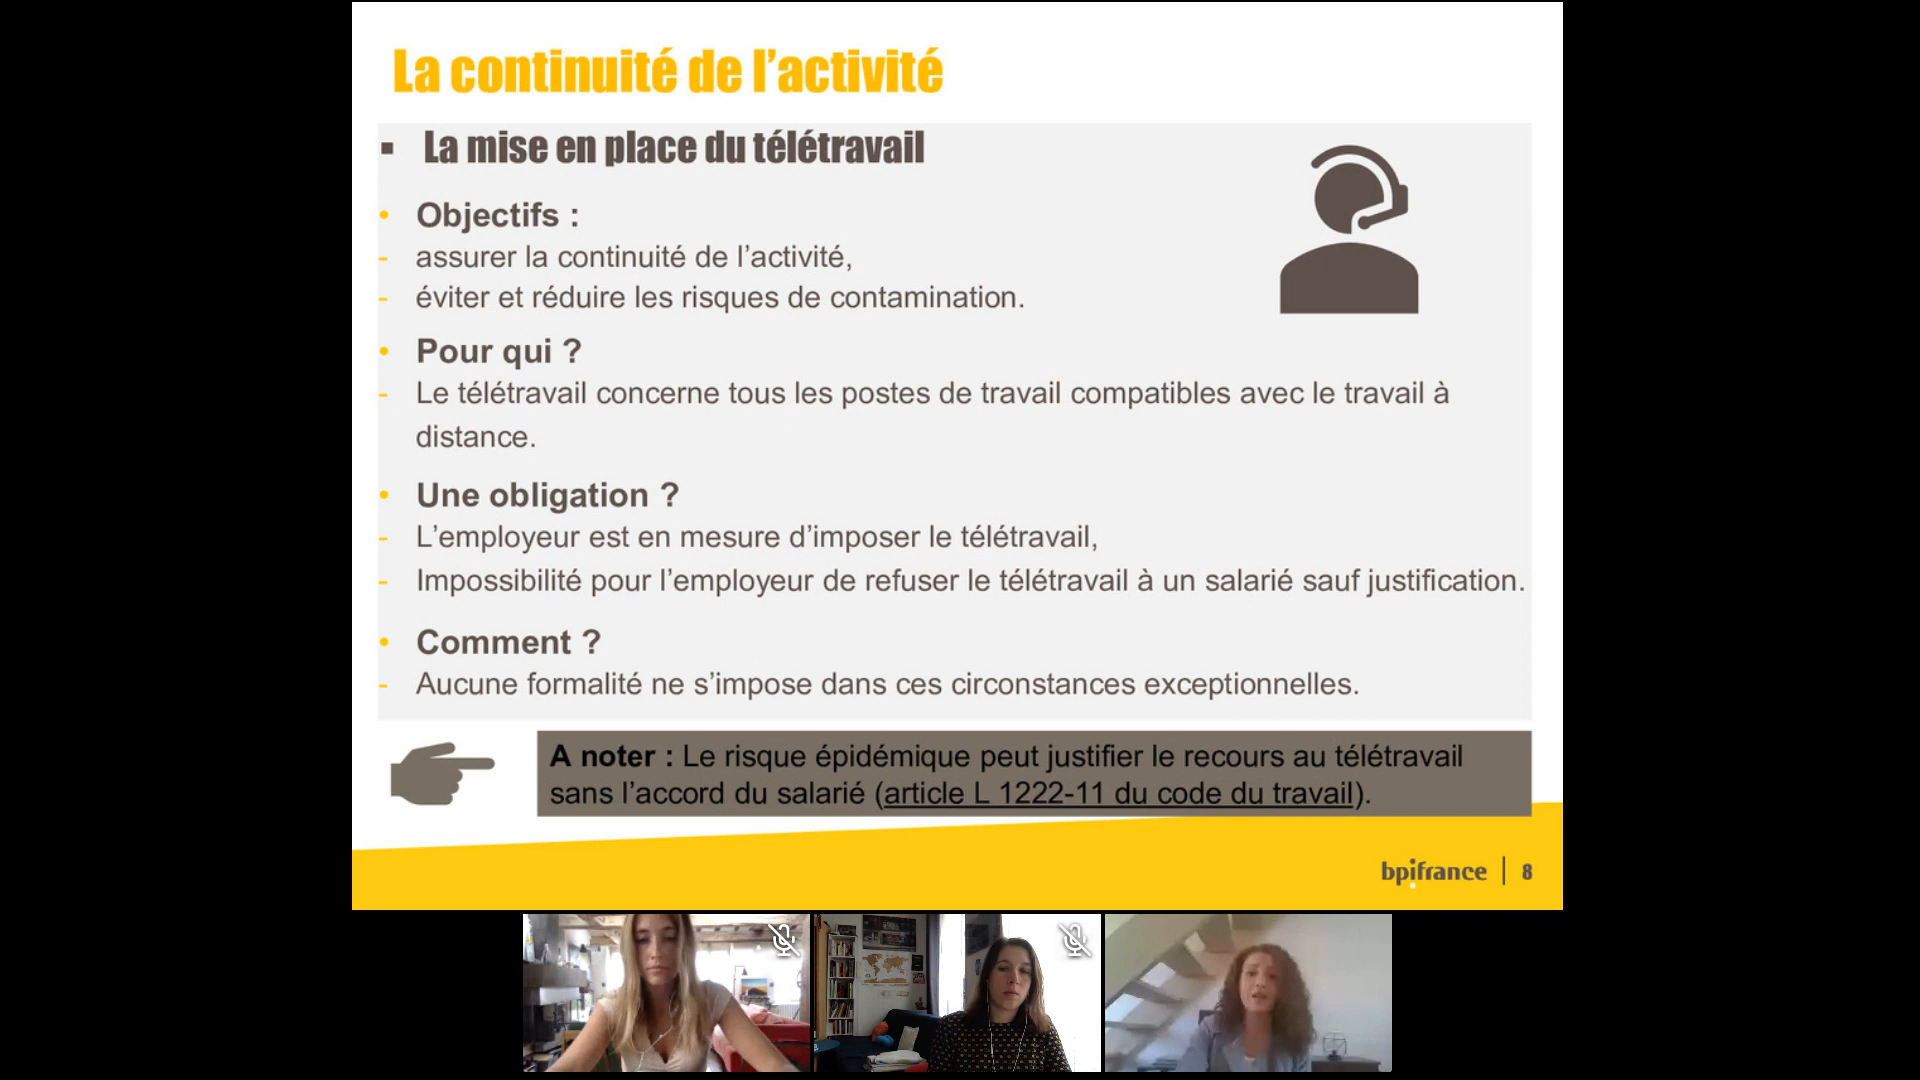 La continuité de l’activité
▪ La mise en place du télétravail
• Objectifs :
- assurer la continuité de l’activité,
- éviter et réduire les risques de contamination.
• Pour qui ?
- Le télétravail concerne tous les postes de travail compatibles avec le travail à
distance.
• Une obligation ?
- L’employeur est en mesure d’imposer le télétravail,
- Impossibilité pour l’employeur de refuser le télétravail à un salarié sauf justification.
• Comment ?
- Aucune formalité ne s’impose dans ces circonstances exceptionnelles.
A noter : Le risque épidémique peut justifier le recours au télétravail
sans l’accord du salarié (article L 1222-11 du code du travail).
bpifrance | 8